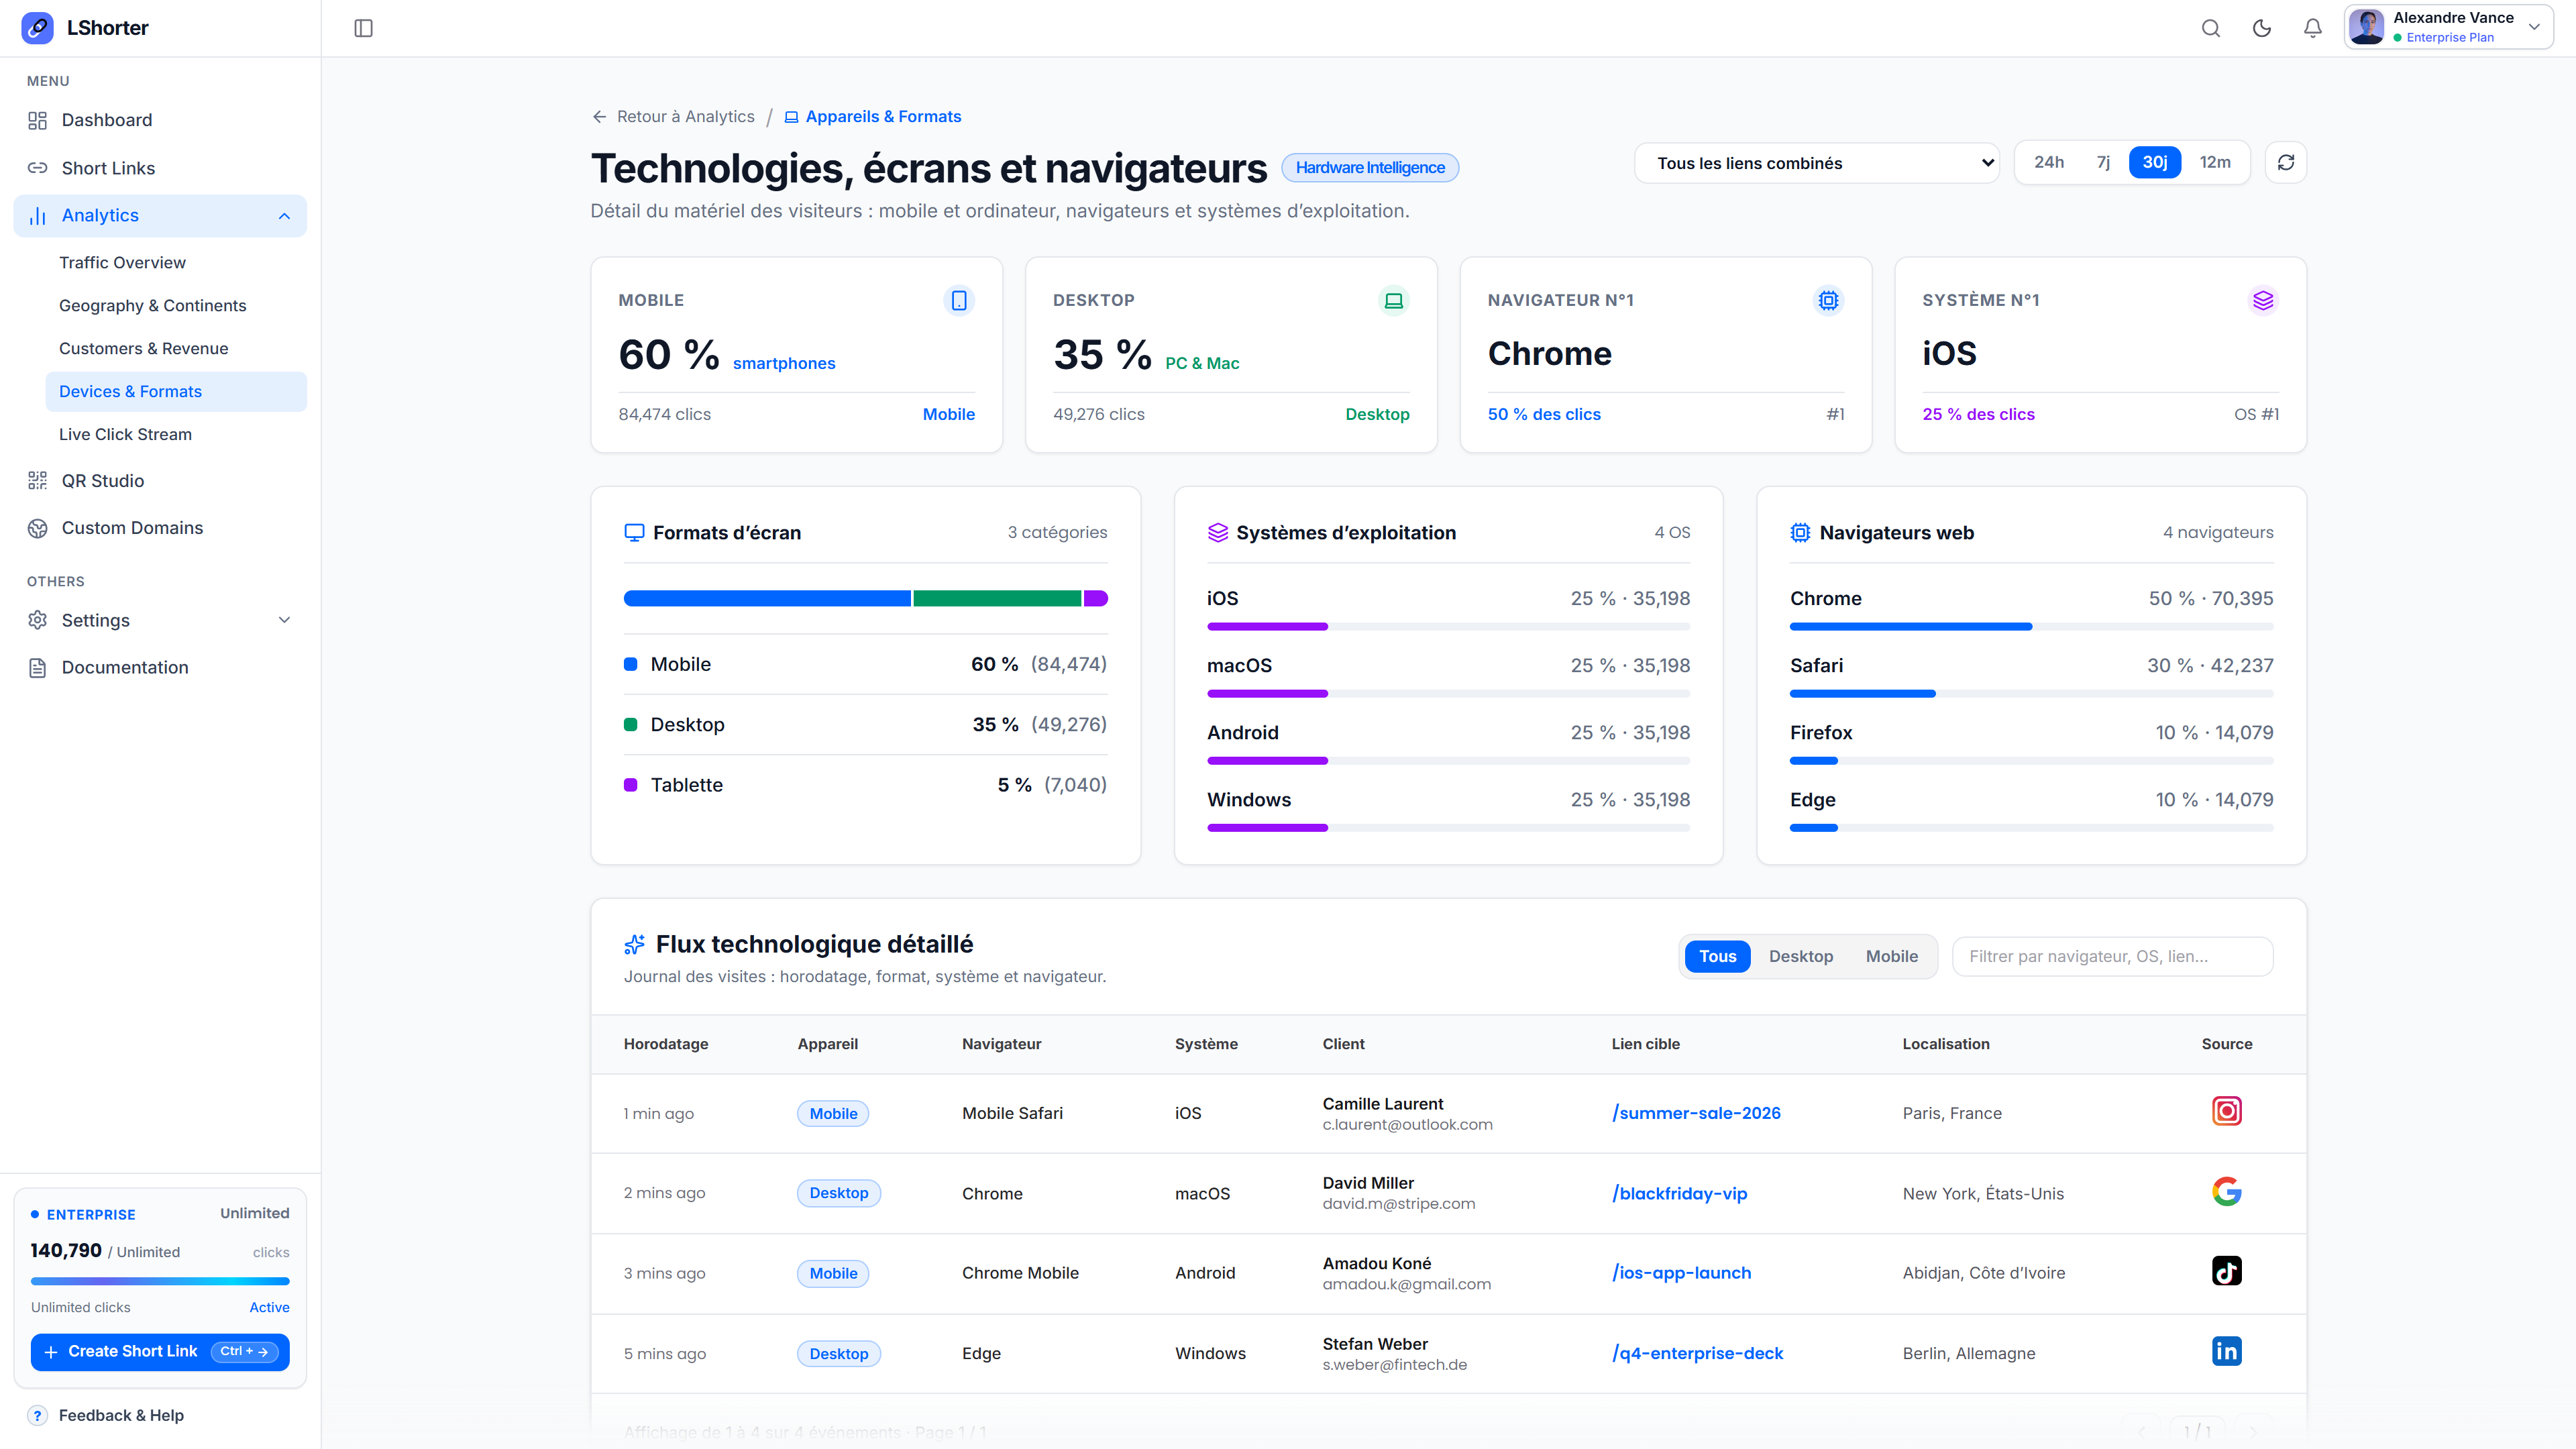 LShorter
Alexandre Vance
Enterprise Plan
MENU
Dashboard
Short Links
Analytics
Traffic Overview
Geography & Continents
Customers & Revenue
Devices & Formats
Live Click Stream
QR Studio
Custom Domains
OTHERS
Settings
Documentation
ENTERPRISE Unlimited
140,790 / Unlimited clicks
Unlimited clicks Active
+ Create Short Link Ctrl + →
? Feedback & Help
← Retour à Analytics / Appareils & Formats
Technologies, écrans et navigateurs Hardware Intelligence
Détail du matériel des visiteurs : mobile et ordinateur, navigateurs et systèmes d’exploitation.
Tous les liens combinés 24h 7j 30j 12m
MOBILE
60 % smartphones
84,474 clics Mobile
DESKTOP
35 % PC & Mac
49,276 clics Desktop
NAVIGATEUR N°1
Chrome
50 % des clics #1
SYSTÈME N°1
iOS
25 % des clics OS #1
Formats d’écran 3 catégories
Mobile 60 % (84,474)
Desktop 35 % (49,276)
Tablette 5 % (7,040)
Systèmes d’exploitation 4 OS
iOS 25 % · 35,198
macOS 25 % · 35,198
Android 25 % · 35,198
Windows 25 % · 35,198
Navigateurs web 4 navigateurs
Chrome 50 % · 70,395
Safari 30 % · 42,237
Firefox 10 % · 14,079
Edge 10 % · 14,079
Flux technologique détaillé
Journal des visites : horodatage, format, système et navigateur.
Tous Desktop Mobile Filtrer par navigateur, OS, lien...
Horodatage Appareil Navigateur Système Client Lien cible Localisation Source
1 min ago Mobile Mobile Safari iOS Camille Laurent /summer-sale-2026 Paris, France
c.laurent@outlook.com
2 mins ago Desktop Chrome macOS David Miller /blackfriday-vip New York, États-Unis
david.m@stripe.com
3 mins ago Mobile Chrome Mobile Android Amadou Koné /ios-app-launch Abidjan, Côte d’Ivoire
amadou.k@gmail.com
5 mins ago Desktop Edge Windows Stefan Weber /q4-enterprise-deck Berlin, Allemagne in
s.weber@fintech.de
Affichage de 1 à 4 sur 4 événements · Page 1 / 1 1 / 1